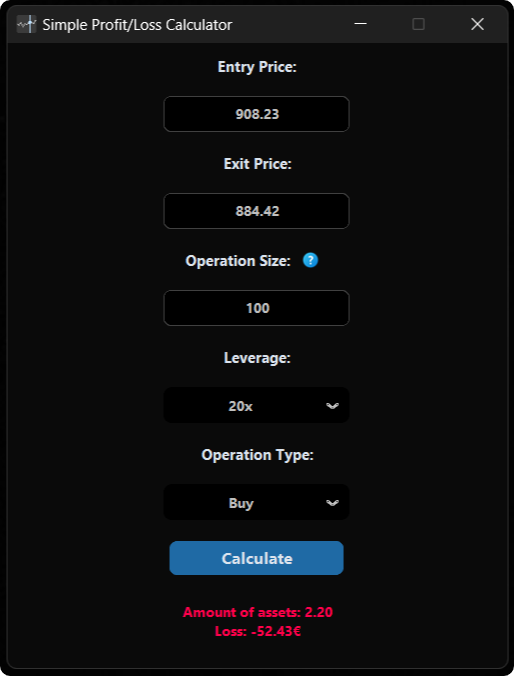 Simple Profit/Loss Calculator
Entry Price:
908.23
Exit Price:
884.42
Operation Size: ?
100
Leverage:
20x
Operation Type:
Buy
Calculate
Amount of assets: 2.20
Loss: -52.43€